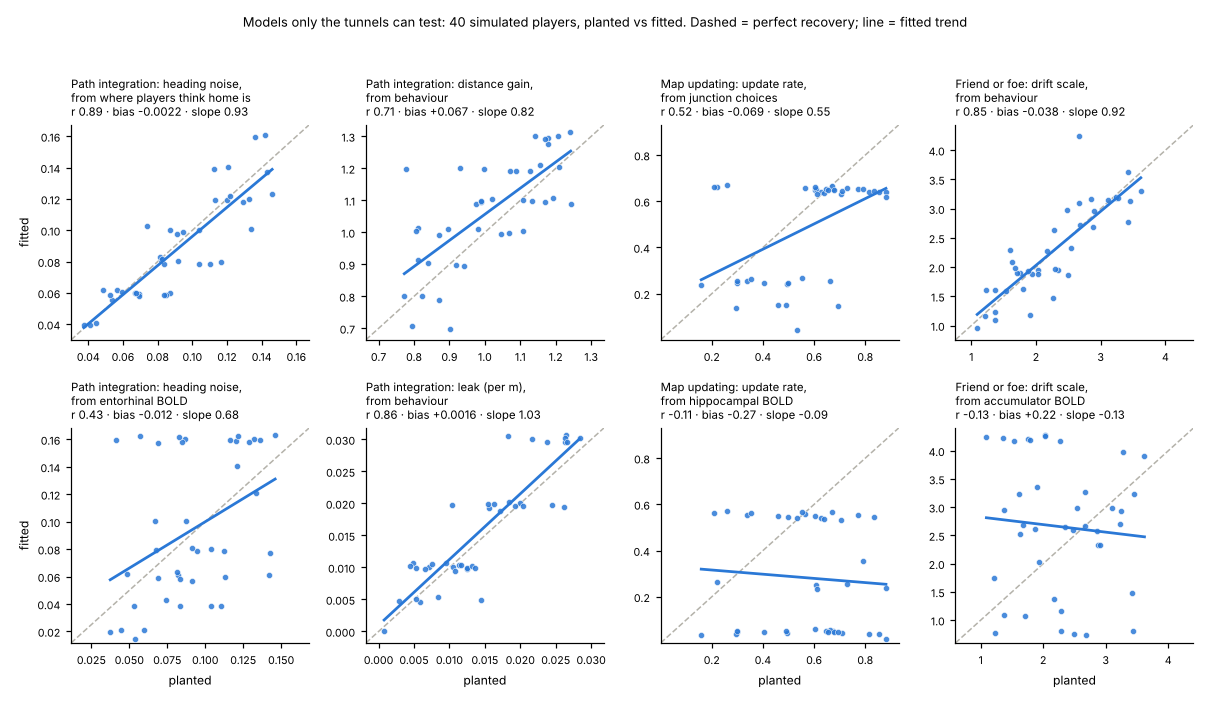 Models only the tunnels can test: 40 simulated players, planted vs fitted. Dashed = perfect recovery; line = fitted trend
Path integration: heading noise,
from where players think home is
r 0.89 · bias -0.0022 · slope 0.93
Path integration: distance gain,
from behaviour
r 0.71 · bias +0.067 · slope 0.82
Map updating: update rate,
from junction choices
r 0.52 · bias -0.069 · slope 0.55
Friend or foe: drift scale,
from behaviour
r 0.85 · bias -0.038 · slope 0.92
fitted
0.16
0.14
0.12
0.10
0.08
0.06
0.04
0.04 0.06 0.08 0.10 0.12 0.14 0.16
1.3
1.2
1.1
1.0
0.9
0.8
0.7
0.7 0.8 0.9 1.0 1.1 1.2 1.3
0.8
0.6
0.4
0.2
0.2 0.4 0.6 0.8
4.0
3.5
3.0
2.5
2.0
1.5
1.0
1 2 3 4
Path integration: heading noise,
from entorhinal BOLD
r 0.43 · bias -0.012 · slope 0.68
Path integration: leak (per m),
from behaviour
r 0.86 · bias +0.0016 · slope 1.03
Map updating: update rate,
from hippocampal BOLD
r -0.11 · bias -0.27 · slope -0.09
Friend or foe: drift scale,
from accumulator BOLD
r -0.13 · bias +0.22 · slope -0.13
fitted
0.16
0.14
0.12
0.10
0.08
0.06
0.04
0.02
0.025 0.050 0.075 0.100 0.125 0.150
planted
0.030
0.025
0.020
0.015
0.010
0.005
0.000
0.000 0.005 0.010 0.015 0.020 0.025 0.030
planted
0.8
0.6
0.4
0.2
0.2 0.4 0.6 0.8
planted
4.0
3.5
3.0
2.5
2.0
1.5
1.0
1 2 3 4
planted